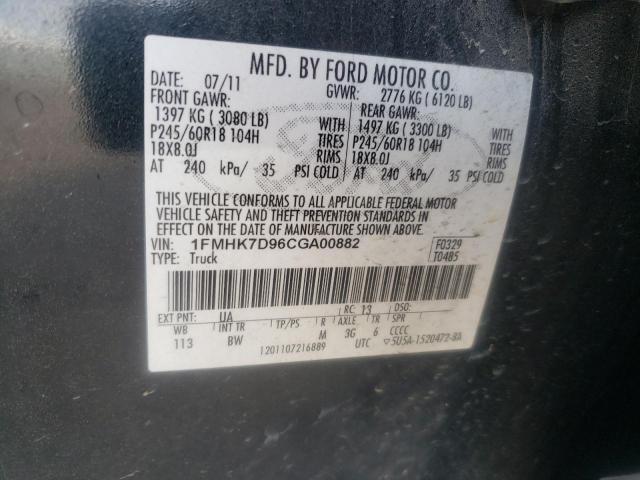 MFD. BY FORD MOTOR CO.
DATE: 07/11 GVWR: 2776 KG ( 6120 LB)
FRONT GAWR: REAR GAWR:
1397 KG ( 3080 LB) WITH 1497 KG ( 3300 LB) WITH
P245/60R18 104H TIRES P245/60R18 104H TIRES
18X8.0J RIMS 18X8.0J RIMS
AT 240 kPa/ 35 PSI COLD AT 240 kPa/ 35 PSI COLD
THIS VEHICLE CONFORMS TO ALL APPLICABLE FEDERAL MOTOR
VEHICLE SAFETY AND THEFT PREVENTION STANDARDS IN
EFFECT ON THE DATE OF MANUFACTURE SHOWN ABOVE.
VIN: 1FMHK7D96CGA00882 F0329
TYPE: Truck T0485
EXT PNT: UA RC: 13 DSO:
WB INT TR TP/PS R AXLE TR SPR
113 BW M 3G 6 CCCC
1201107216889 UTC ▽5U5A-1520472-BA